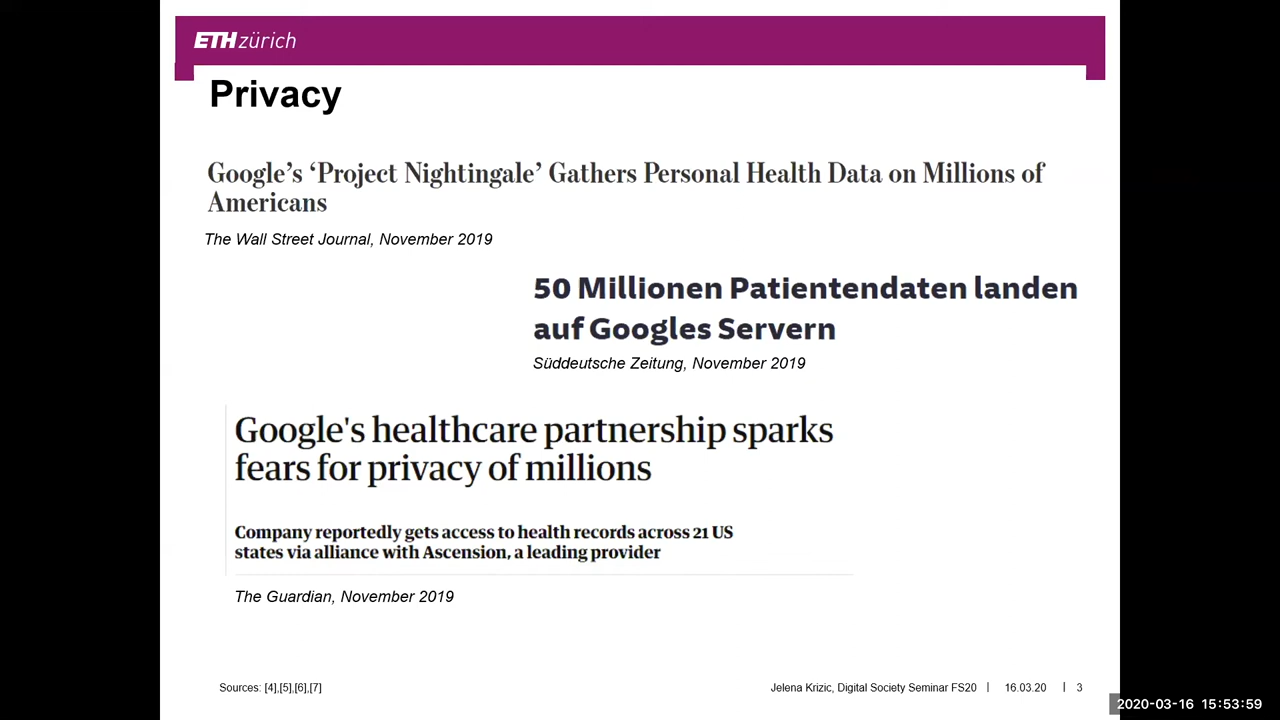 ETH zürich
Privacy
Google's ‘Project Nightingale’ Gathers Personal Health Data on Millions of
Americans
The Wall Street Journal, November 2019
50 Millionen Patientendaten landen
auf Googles Servern
Süddeutsche Zeitung, November 2019
Google's healthcare partnership sparks
fears for privacy of millions
Company reportedly gets access to health records across 21 US
states via alliance with Ascension, a leading provider
The Guardian, November 2019
Sources: [4],[5],[6],[7]
Jelena Krizic, Digital Society Seminar FS20 | 16.03.20 | 3
2020-03-16 15:53:59